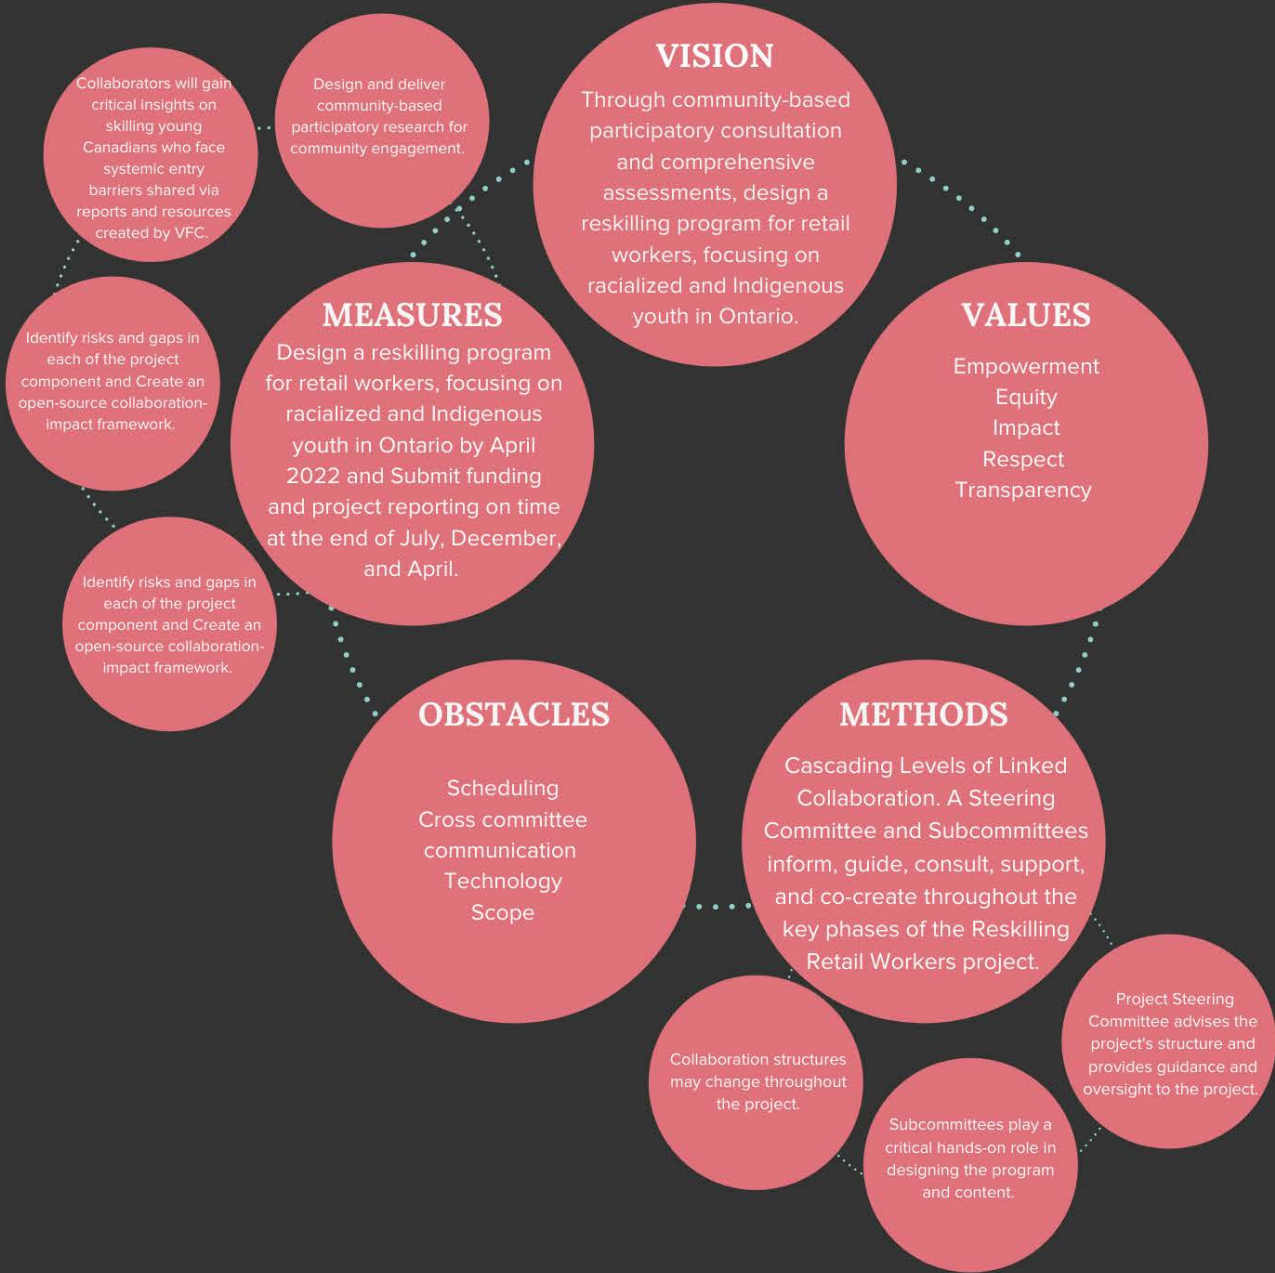 VISION
Through community-based
participatory consultation
and comprehensive
assessments, design a
reskilling program for retail
workers, focusing on
racialized and Indigenous
youth in Ontario.
VALUES
Empowerment
Equity
Impact
Respect
Transparency
METHODS
Cascading Levels of Linked
Collaboration. A Steering
Committee and Subcommittees
inform, guide, consult, support,
and co-create throughout the
key phases of the Reskilling
Retail Workers project.
Project Steering
Committee advises the
project's structure and
provides guidance and
oversight to the project.
Subcommittees play a
critical hands-on role in
designing the program
and content.
Collaboration structures
may change throughout
the project.
OBSTACLES
Scheduling
Cross committee
communication
Technology
Scope
MEASURES
Design a reskilling program
for retail workers, focusing on
racialized and Indigenous
youth in Ontario by April
2022 and Submit funding
and project reporting on time
at the end of July, December,
and April.
Design and deliver
community-based
participatory research for
community engagement.
Collaborators will gain
critical insights on
skilling young
Canadians who face
systemic entry
barriers shared via
reports and resources
created by VFC.
Identify risks and gaps in
each of the project
component and Create an
open-source collaboration-
impact framework.
Identify risks and gaps in
each of the project
component and Create an
open-source collaboration-
impact framework.